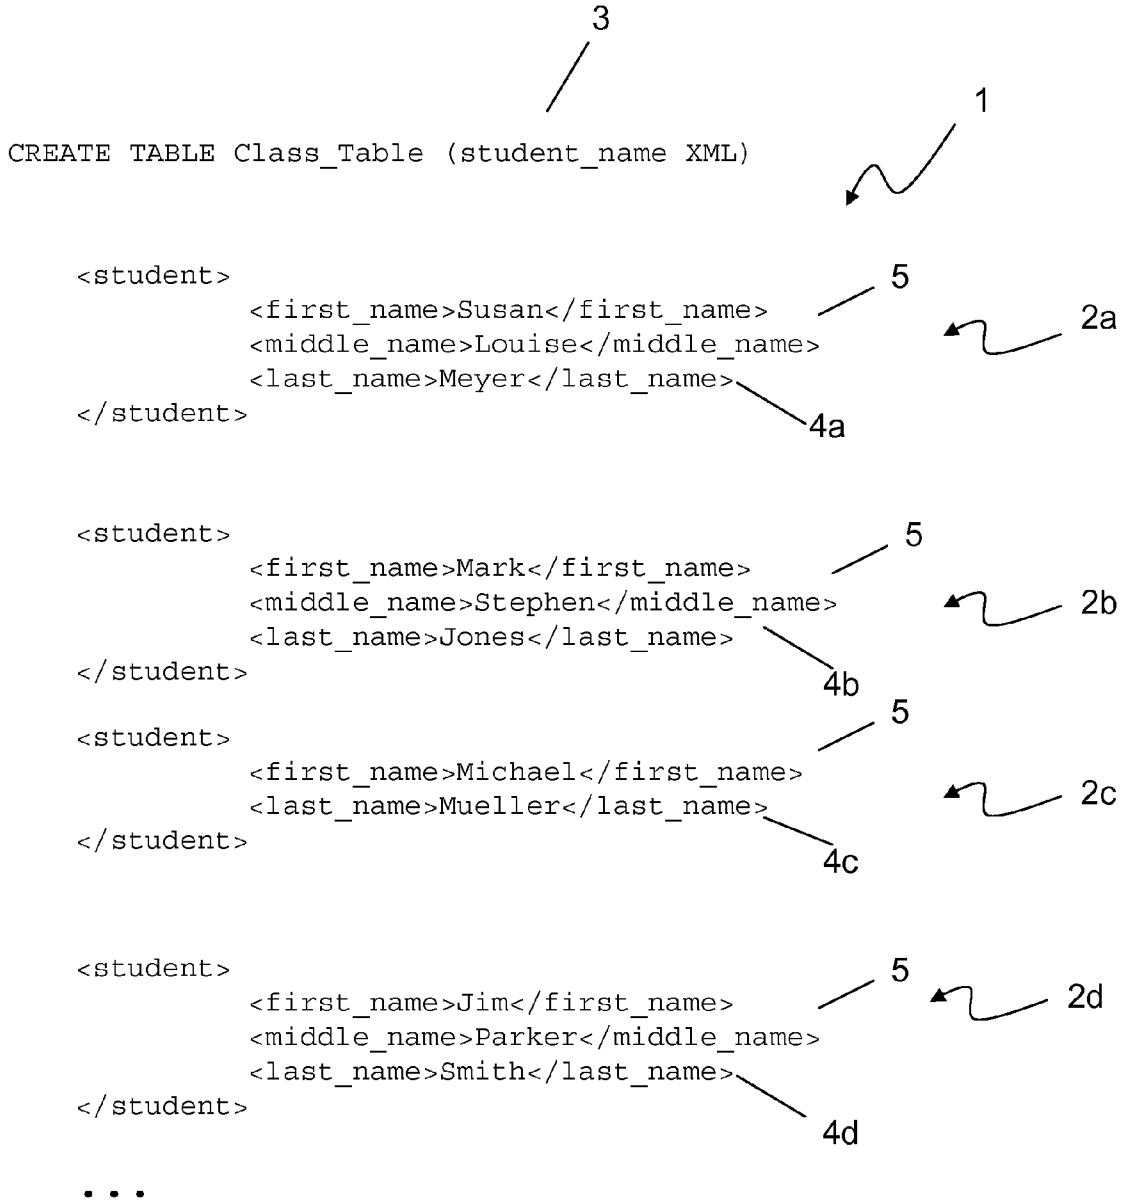 3
1
CREATE TABLE Class_Table (student_name XML)
<student>
5
<first_name>Susan</first_name>
2a
<middle_name>Louise</middle_name>
<last_name>Meyer</last_name>
</student>
4a
<student>
5
<first_name>Mark</first_name>
<middle_name>Stephen</middle_name>
2b
<last_name>Jones</last_name>
</student>
4b
5
<student>
<first_name>Michael</first_name>
2c
<last_name>Mueller</last_name>
</student>
4c
<student>
5
<first_name>Jim</first_name>
2d
<middle_name>Parker</middle_name>
<last_name>Smith</last_name>
</student>
4d
...